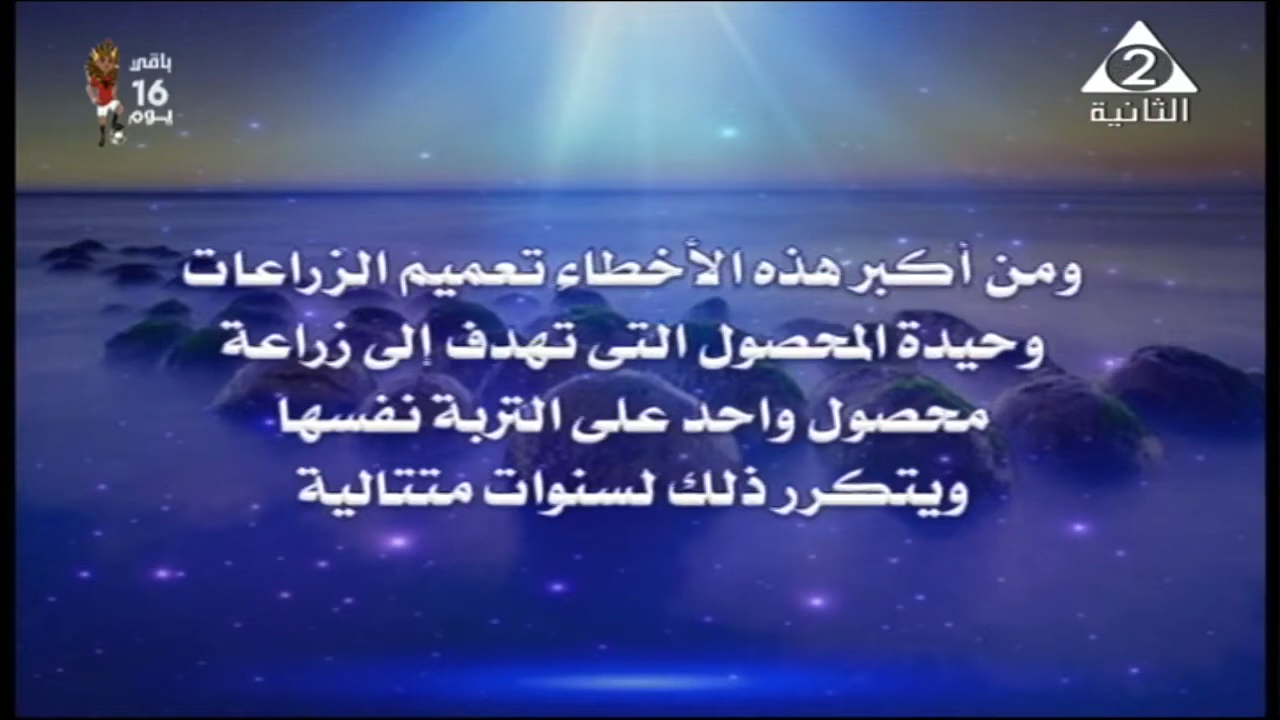 باقي
16
يوم
2
الثانية
ومن أكبر هذه الأخطاء تعميم الزراعات
وحيدة المحصول التى تهدف إلى زراعة
محصول واحد على التربة نفسها
ويتكرر ذلك لسنوات متتالية